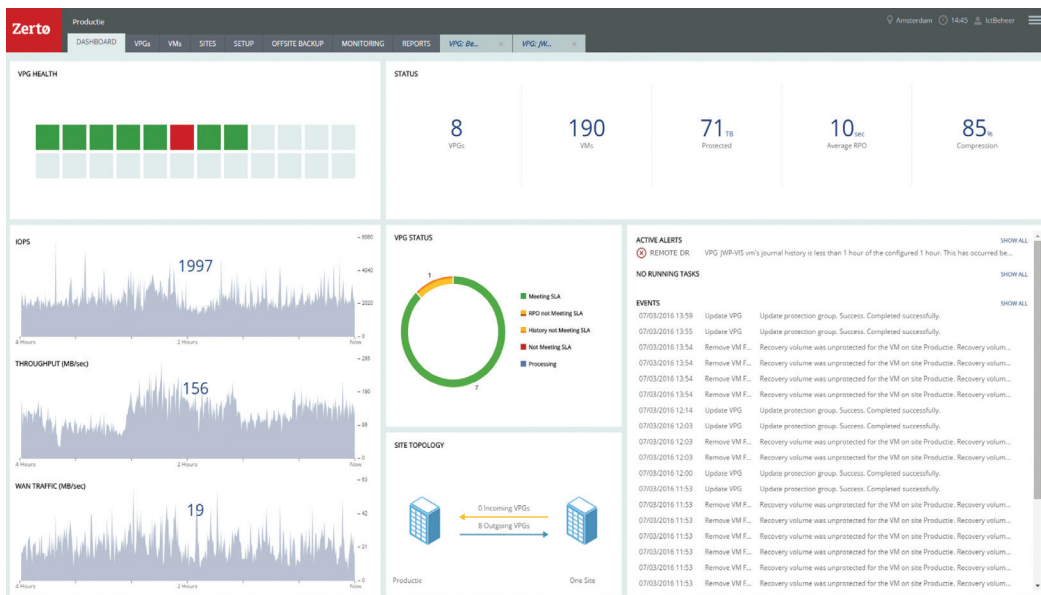 Zertø
Productie
Amsterdam 14:45 IctBeheer
DASHBOARD VPGs VMs SITES SETUP OFFSITE BACKUP MONITORING REPORTS VPG: Be... × VPG: JW... ×
VPG HEALTH
STATUS
8
VPGs
190
VMs
71 TB
Protected
10 sec
Average RPO
85%
Compression
IOPS
1997
6060
4040
2020
0
4 Hours 2 Hours Now
THROUGHPUT (MB/sec)
156
285
190
95
0
4 Hours 2 Hours Now
WAN TRAFFIC (MB/sec)
19
63
42
21
0
4 Hours 2 Hours Now
VPG STATUS
1
7
Meeting SLA
RPO not Meeting SLA
History not Meeting SLA
Not Meeting SLA
Processing
SITE TOPOLOGY
0 Incoming VPGs
8 Outgoing VPGs
Productie One Site
ACTIVE ALERTS SHOW ALL
REMOTE DR VPG JWP-VIS vm's journal history is less than 1 hour of the configured 1 hour. This has occurred be...
NO RUNNING TASKS SHOW ALL
EVENTS SHOW ALL
07/03/2016 13:59 Update VPG Update protection group. Success. Completed successfully.
07/03/2016 13:55 Update VPG Update protection group. Success. Completed successfully.
07/03/2016 13:54 Remove VM F... Recovery volume was unprotected for the VM on site Productie. Recovery volum...
07/03/2016 13:54 Remove VM F... Recovery volume was unprotected for the VM on site Productie. Recovery volum...
07/03/2016 13:54 Remove VM F... Recovery volume was unprotected for the VM on site Productie. Recovery volum...
07/03/2016 13:54 Remove VM F... Recovery volume was unprotected for the VM on site Productie. Recovery volum...
07/03/2016 12:14 Update VPG Update protection group. Success. Completed successfully.
07/03/2016 12:03 Update VPG Update protection group. Success. Completed successfully.
07/03/2016 12:03 Remove VM F... Recovery volume was unprotected for the VM on site Productie. Recovery volum...
07/03/2016 12:03 Remove VM F... Recovery volume was unprotected for the VM on site Productie. Recovery volum...
07/03/2016 12:00 Update VPG Update protection group. Success. Completed successfully.
07/03/2016 11:53 Update VPG Update protection group. Success. Completed successfully.
07/03/2016 11:53 Remove VM F... Recovery volume was unprotected for the VM on site Productie. Recovery volum...
07/03/2016 11:53 Remove VM F... Recovery volume was unprotected for the VM on site Productie. Recovery volum...
07/03/2016 11:53 Remove VM F... Recovery volume was unprotected for the VM on site Productie. Recovery volum...
07/03/2016 11:53 Remove VM F... Recovery volume was unprotected for the VM on site Productie. Recovery volum...
07/03/2016 11:53 Remove VM F... Recovery volume was unprotected for the VM on site Productie. Recovery volum...
07/03/2016 11:53 Remove VM F... Recovery volume was unprotected for the VM on site Productie. Recovery volum...